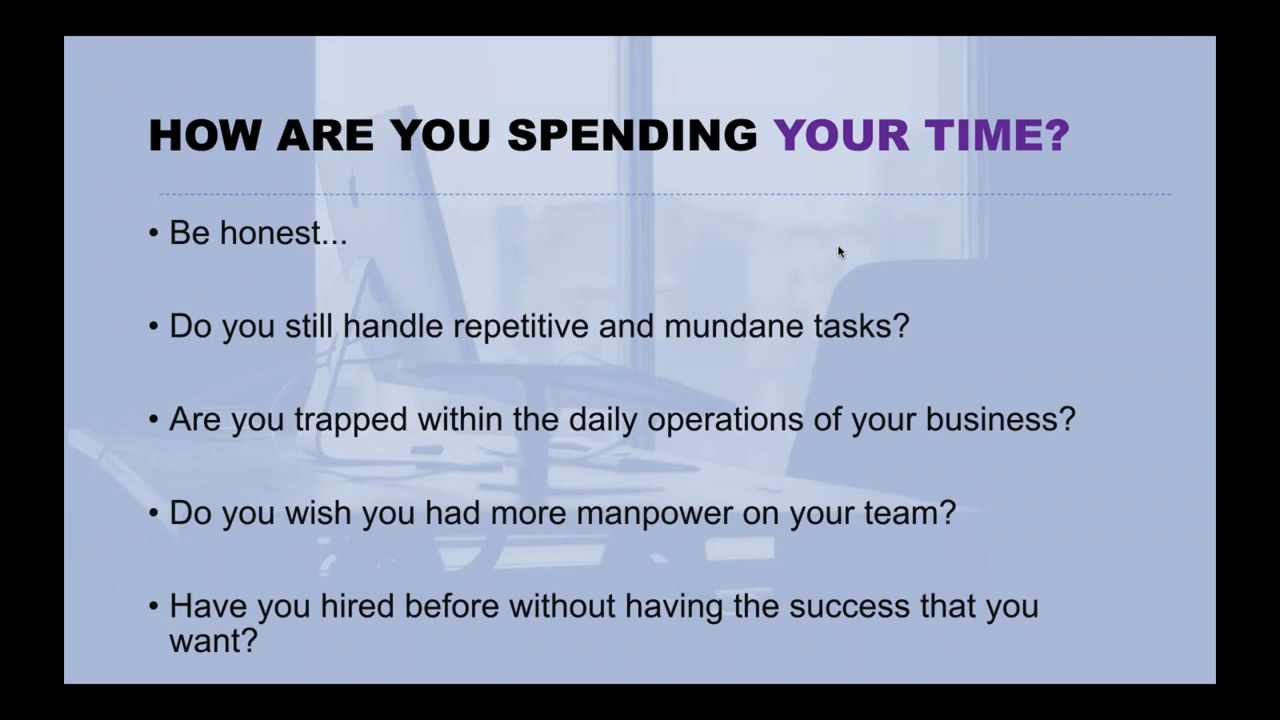 HOW ARE YOU SPENDING YOUR TIME?
• Be honest...
• Do you still handle repetitive and mundane tasks?
• Are you trapped within the daily operations of your business?
• Do you wish you had more manpower on your team?
• Have you hired before without having the success that you
want?